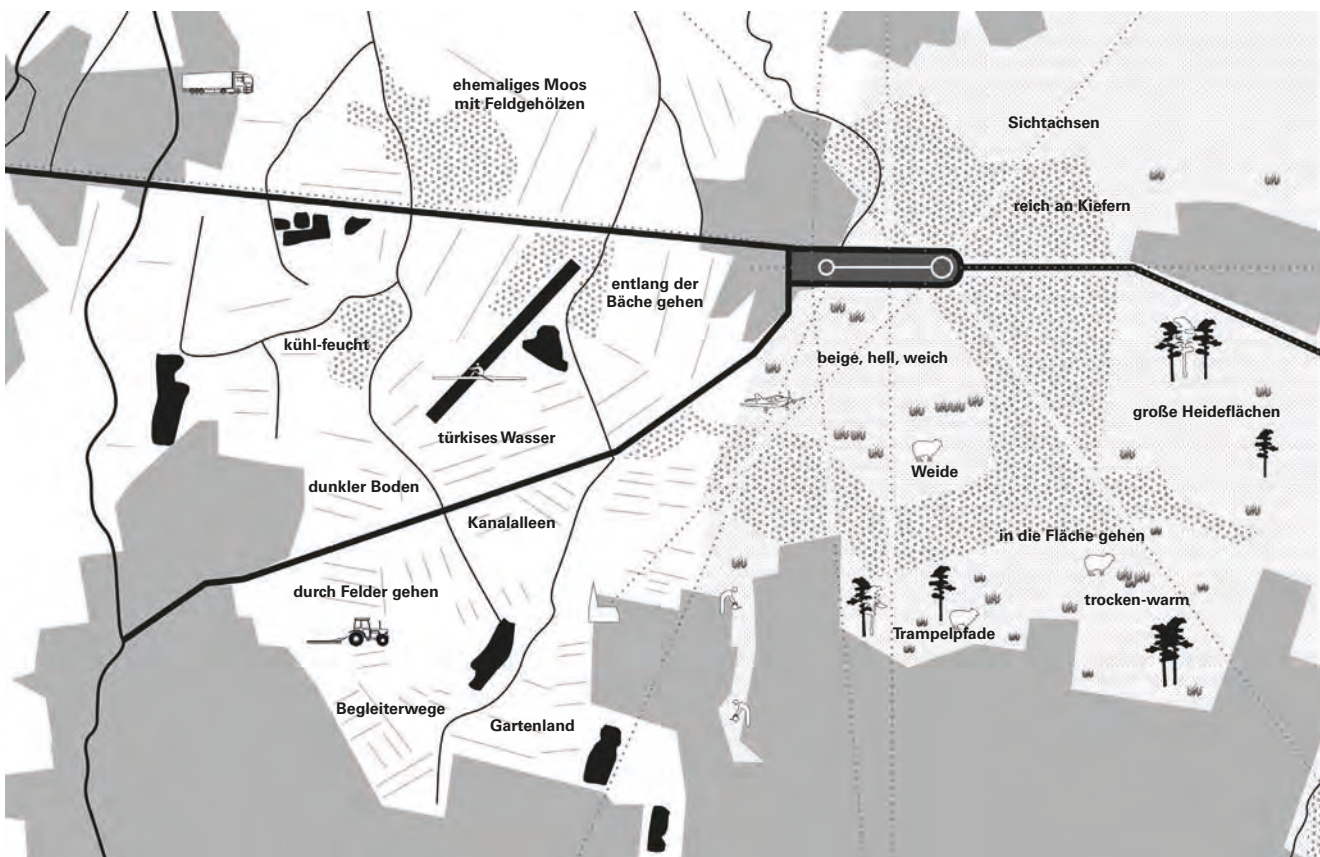 ehemaliges Moos
mit Feldgehölzen
Sichtachsen
reich an Kiefern
entlang der
Bäche gehen
kühl-feucht
beige, hell, weich
große Heideflächen
türkises Wasser
Weide
dunkler Boden
Kanalalleen
in die Fläche gehen
durch Felder gehen
trocken-warm
Trampelpfade
Begleiterwege
Gartenland